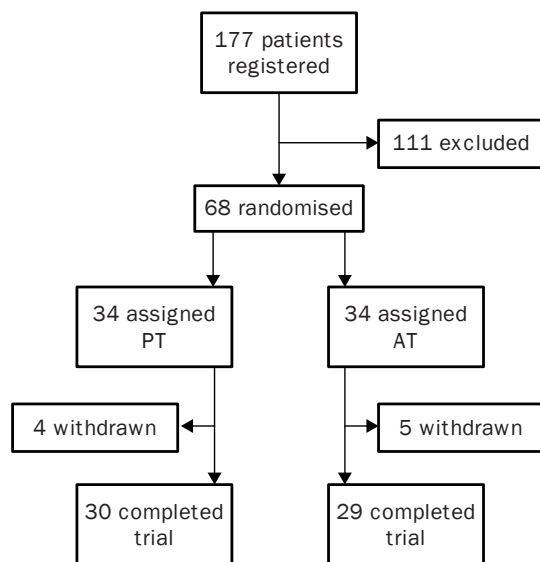 177 patients
registered
111 excluded
68 randomised
34 assigned
PT
34 assigned
AT
4 withdrawn
5 withdrawn
30 completed
trial
29 completed
trial